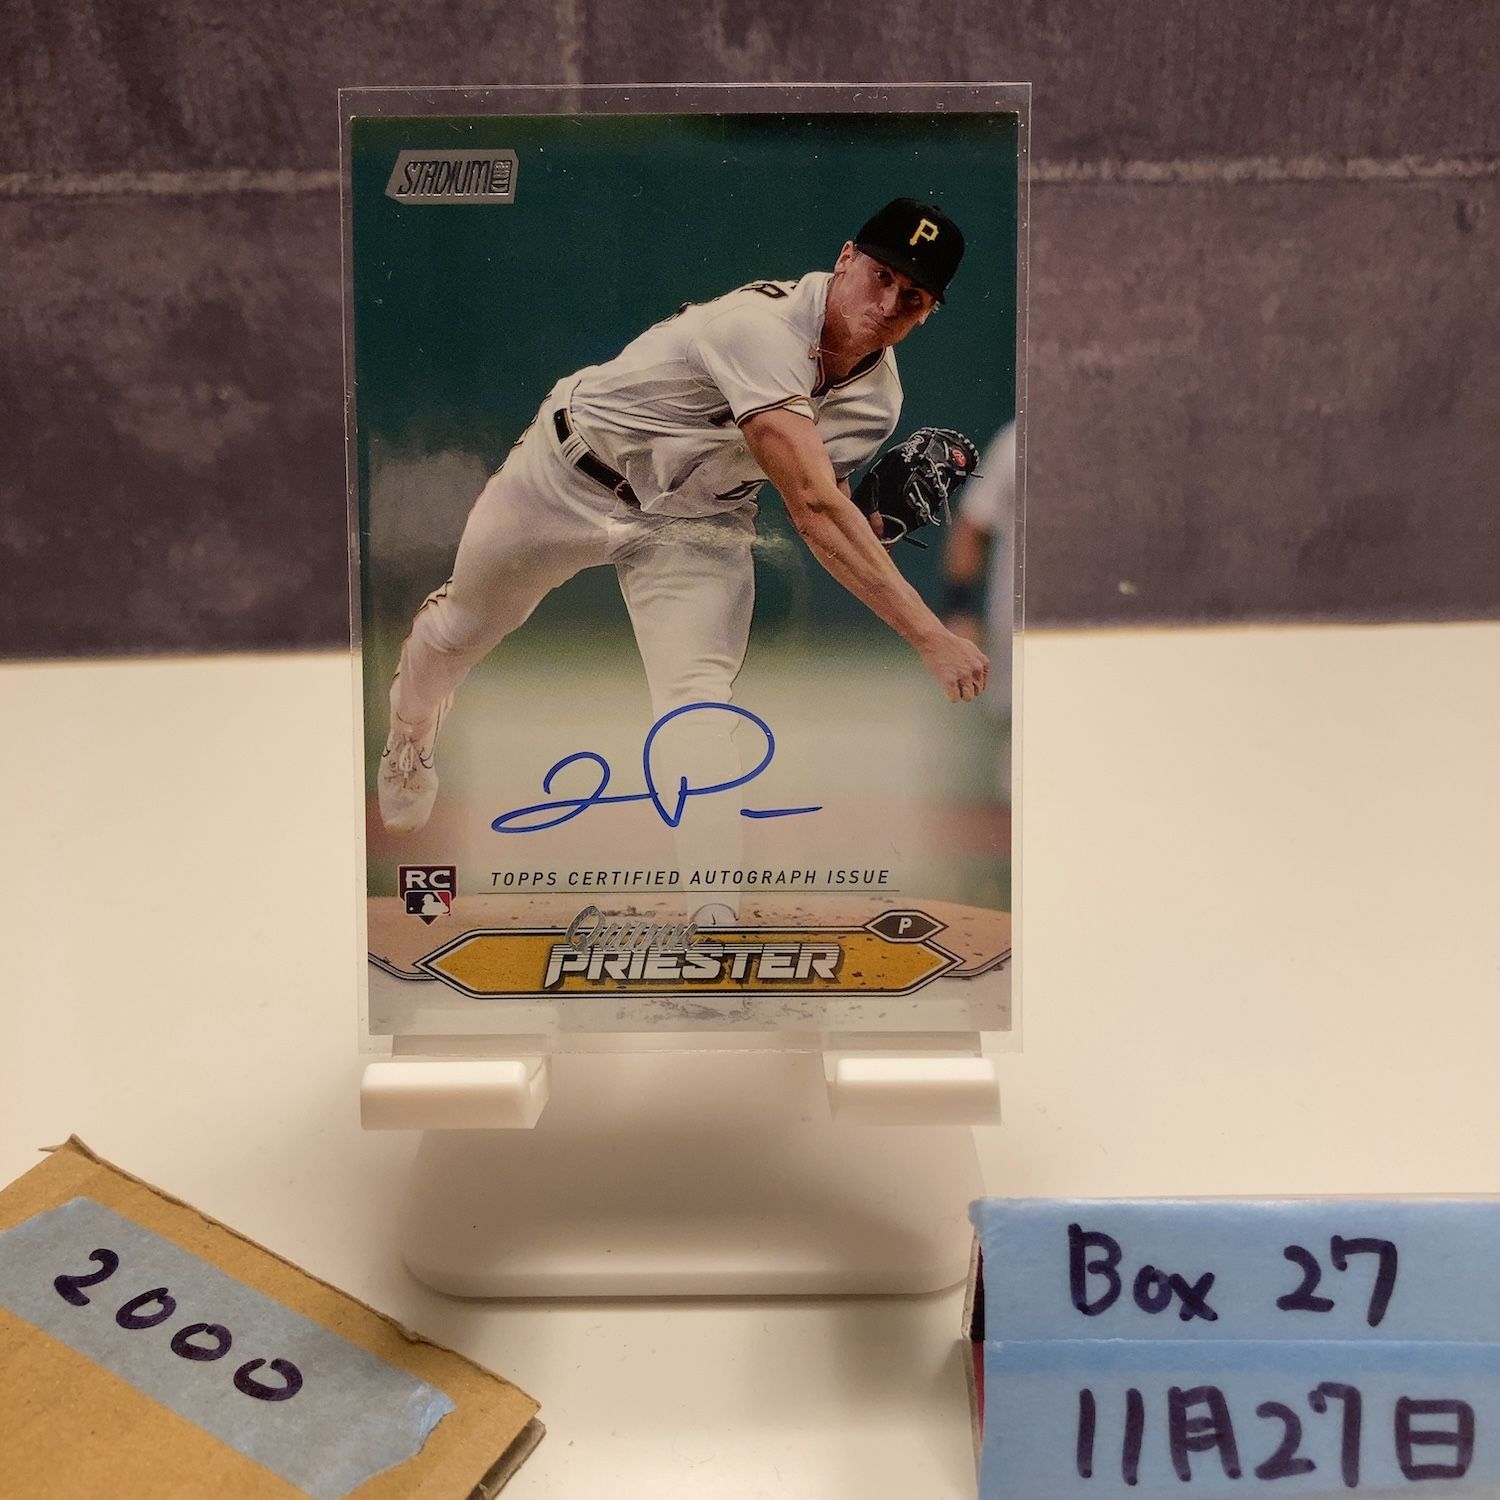 STADIUM CLUB
P
RC
TOPPS CERTIFIED AUTOGRAPH ISSUE
P
Quinn
PRIESTER
2000
Box 27
11月27日